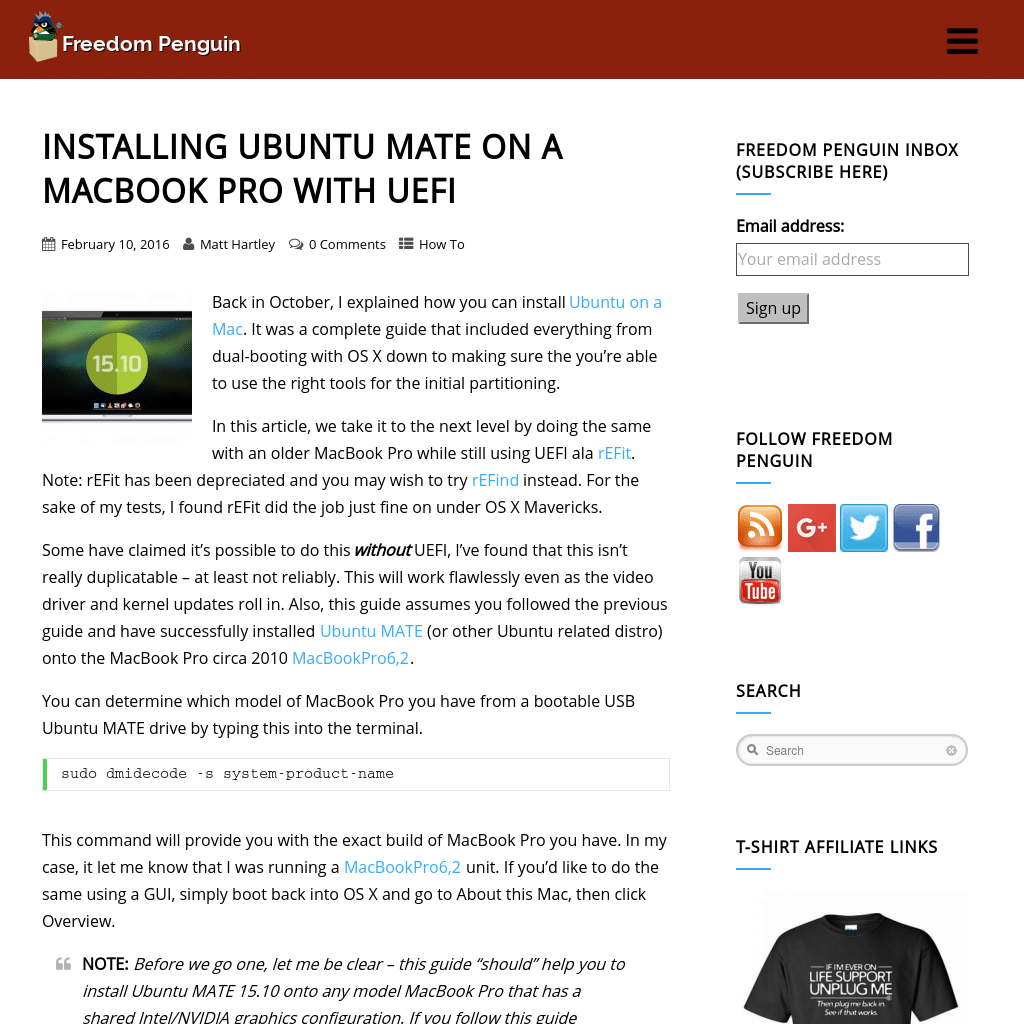 Freedom Penguin
INSTALLING UBUNTU MATE ON A
MACBOOK PRO WITH UEFI
February 10, 2016 Matt Hartley 0 Comments How To
15.10
Back in October, I explained how you can install Ubuntu on a
Mac. It was a complete guide that included everything from
dual-booting with OS X down to making sure the you’re able
to use the right tools for the initial partitioning.
In this article, we take it to the next level by doing the same
with an older MacBook Pro while still using UEFI ala rEFit.
Note: rEFit has been depreciated and you may wish to try rEFind instead. For the
sake of my tests, I found rEFit did the job just fine on under OS X Mavericks.
Some have claimed it’s possible to do this without UEFI, I’ve found that this isn’t
really duplicatable – at least not reliably. This will work flawlessly even as the video
driver and kernel updates roll in. Also, this guide assumes you followed the previous
guide and have successfully installed Ubuntu MATE (or other Ubuntu related distro)
onto the MacBook Pro circa 2010 MacBookPro6,2.
You can determine which model of MacBook Pro you have from a bootable USB
Ubuntu MATE drive by typing this into the terminal.
sudo dmidecode -s system-product-name
This command will provide you with the exact build of MacBook Pro you have. In my
case, it let me know that I was running a MacBookPro6,2 unit. If you’d like to do the
same using a GUI, simply boot back into OS X and go to About this Mac, then click
Overview.
NOTE: Before we go one, let me be clear – this guide “should” help you to
install Ubuntu MATE 15.10 onto any model MacBook Pro that has a
shared Intel/NVIDIA graphics configuration. If you follow this guide
FREEDOM PENGUIN INBOX
(SUBSCRIBE HERE)
Email address:
Your email address
Sign up
FOLLOW FREEDOM
PENGUIN
G+
f
You
Tube
SEARCH
Search
T-SHIRT AFFILIATE LINKS
IF I'M EVER ON
LIFE SUPPORT
UNPLUG ME
Then plug me back in.
See if that works.